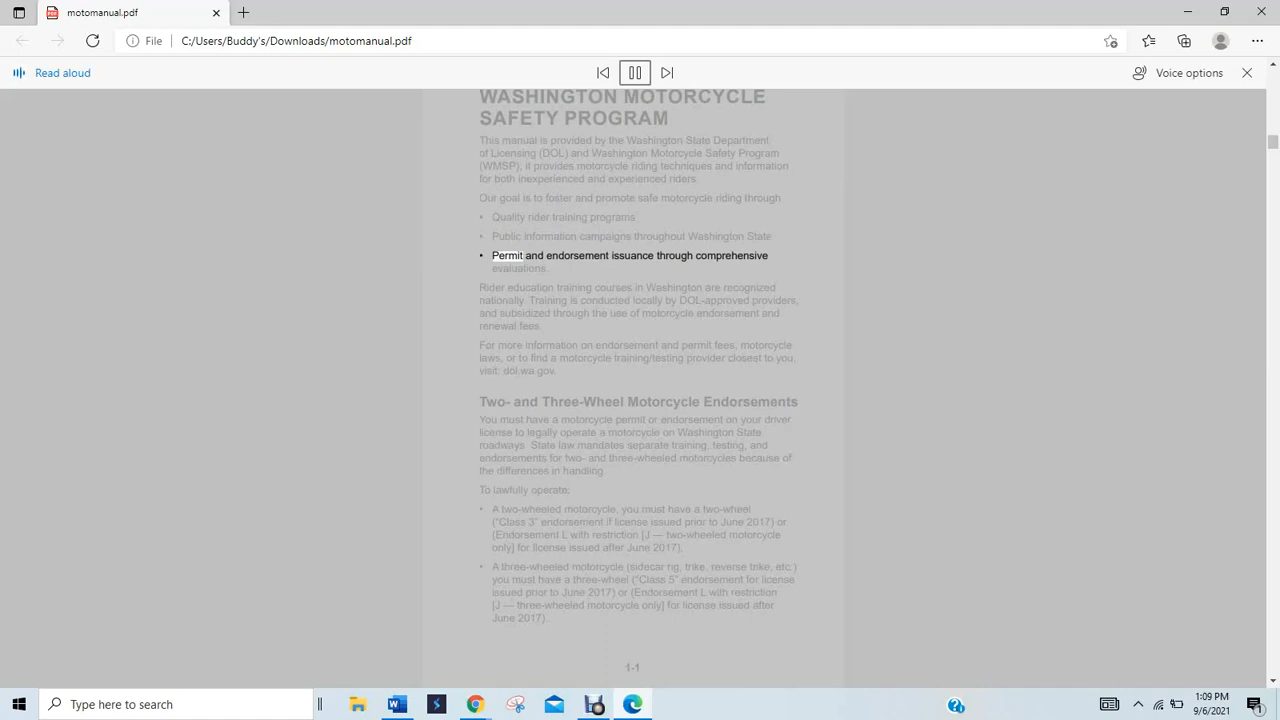 motomanual.pdf
File C:/Users/Buddy's/Downloads/motomanual.pdf
Read aloud
Voice options
WASHINGTON MOTORCYCLE
SAFETY PROGRAM
This manual is provided by the Washington State Department
of Licensing (DOL) and Washington Motorcycle Safety Program
(WMSP); it provides motorcycle riding techniques and information
for both inexperienced and experienced riders.
Our goal is to foster and promote safe motorcycle riding through
• Quality rider training programs
• Public information campaigns throughout Washington State
• Permit and endorsement issuance through comprehensive
evaluations.
Rider education training courses in Washington are recognized
nationally. Training is conducted locally by DOL-approved providers,
and subsidized through the use of motorcycle endorsement and
renewal fees.
For more information on endorsement and permit fees, motorcycle
laws, or to find a motorcycle training/testing provider closest to you,
visit: dol.wa.gov.
Two- and Three-Wheel Motorcycle Endorsements
You must have a motorcycle permit or endorsement on your driver
license to legally operate a motorcycle on Washington State
roadways. State law mandates separate training, testing, and
endorsements for two- and three-wheeled motorcycles because of
the differences in handling.
To lawfully operate:
• A two-wheeled motorcycle, you must have a two-wheel
("Class 3" endorsement if license issued prior to June 2017) or
(Endorsement L with restriction [J — two-wheeled motorcycle
only] for license issued after June 2017).
• A three-wheeled motorcycle (sidecar rig, trike, reverse trike, etc.)
you must have a three-wheel ("Class 5" endorsement for license
issued prior to June 2017) or (Endorsement L with restriction
[J — three-wheeled motorcycle only] for license issued after
June 2017).
1-1
Type here to search
1:09 PM
9/6/2021